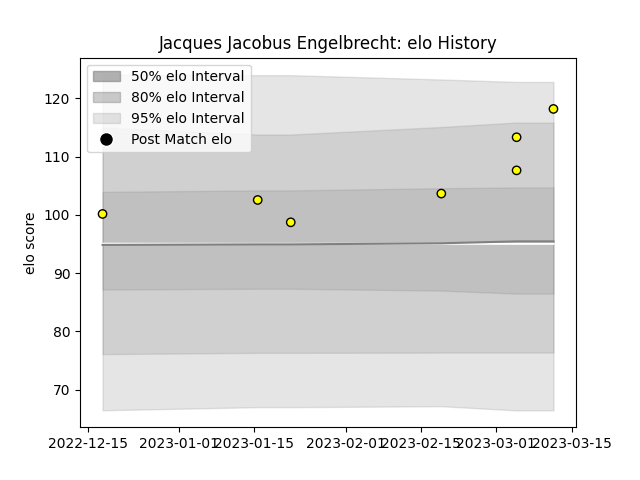 Jacques Jacobus Engelbrecht: elo History
50% elo Interval
80% elo Interval
95% elo Interval
Post Match elo
elo score
120
110
100
90
80
70
2022-12-15 2023-01-01 2023-01-15 2023-02-01 2023-02-15 2023-03-01 2023-03-15